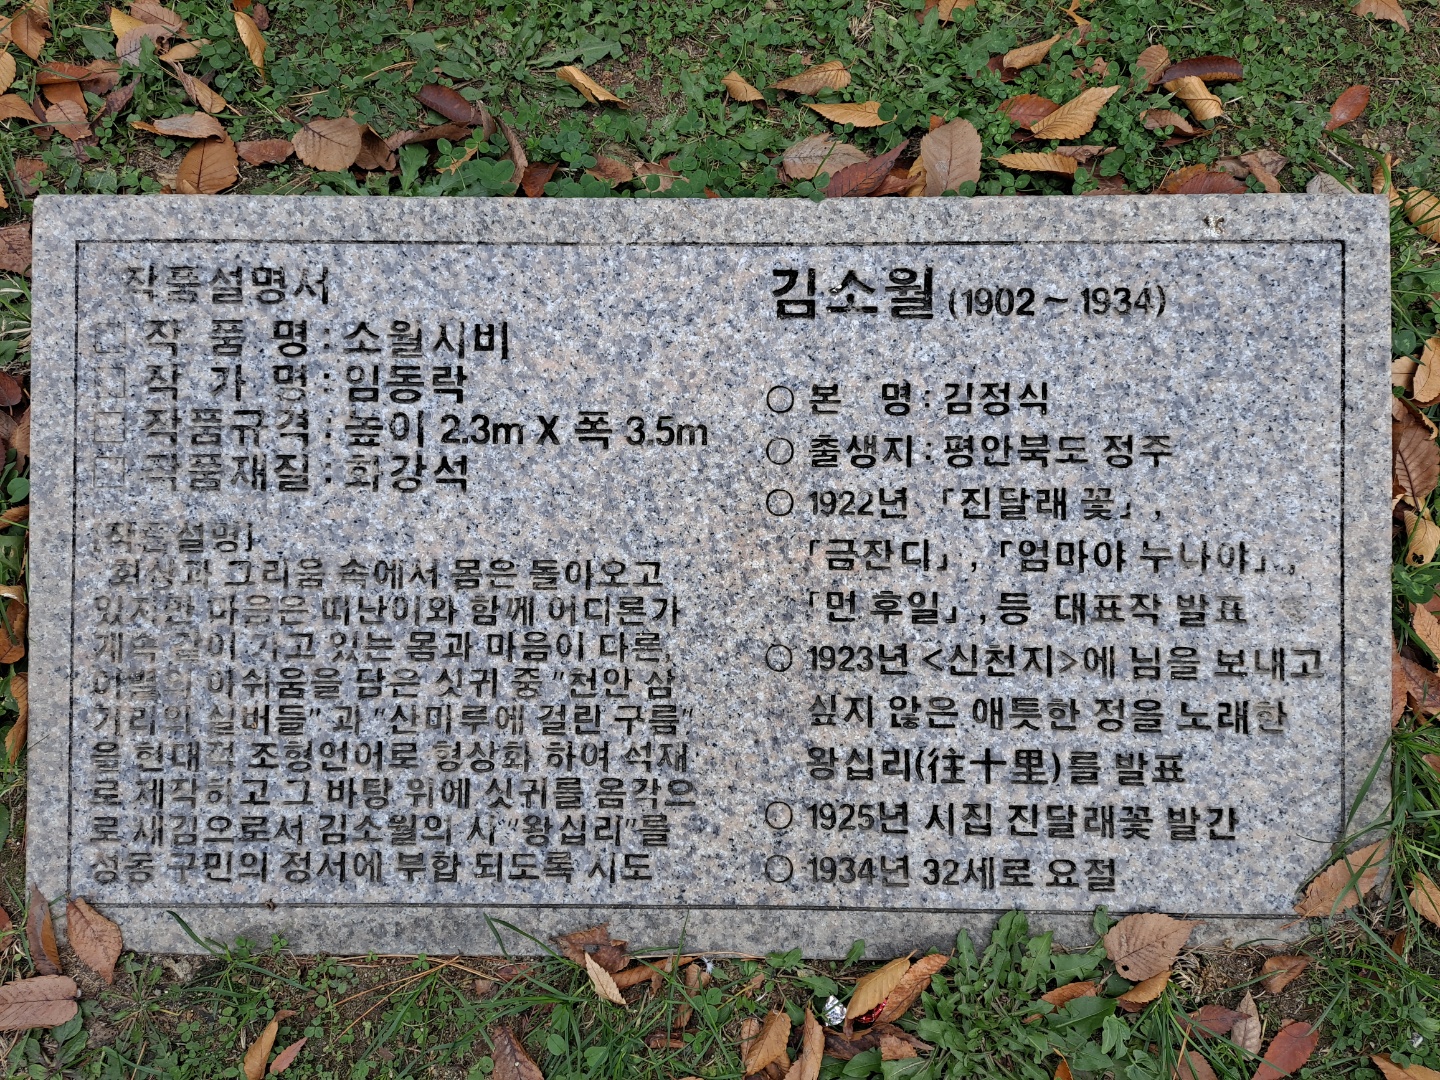 작품설명서
□ 작 품 명 : 소월시비
□ 작 가 명 : 임동락
□ 작품규격 : 높이 2.3m X 폭 3.5m
□ 작품재질 : 화강석
[작품설명]
회상과 그리움 속에서 몸은 돌아오고
있지만 마음은 떠난이와 함께 어디론가
계속 같이 가고 있는 몸과 마음이 다른,
이별의 아쉬움을 담은 싯귀 중 "천안 삼
거리의 실버들" 과 "산마루에 걸린 구름"
을 현대적 조형언어로 형상화 하여 석재
로 제작하고 그 바탕 위에 싯귀를 음각으
로 새김으로서 김소월의 시 "왕십리"를
성동 구민의 정서에 부합 되도록 시도
김소월 (1902 ~ 1934)
○ 본 명 : 김정식
○ 출생지 : 평안북도 정주
○ 1922년 「진달래 꽃」,
「금잔디」, 「엄마야 누나야」,
「먼 후일」, 등 대표작 발표
○ 1923년 <신천지>에 님을 보내고
싶지 않은 애틋한 정을 노래한
왕십리(往十里)를 발표
○ 1925년 시집 진달래꽃 발간
○ 1934년 32세로 요절